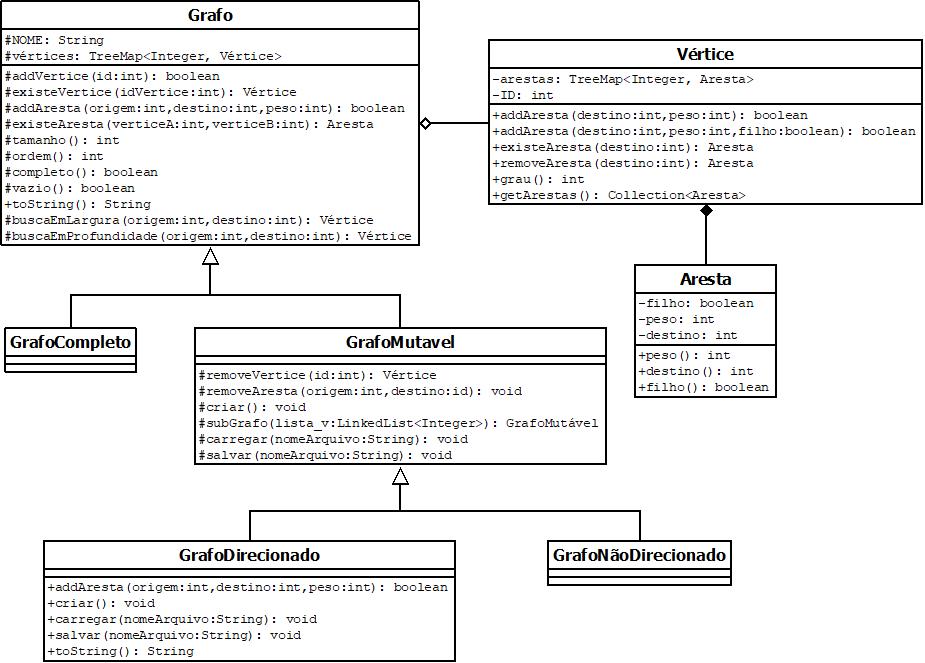 Grafo
#NOME: String
#vértices: TreeMap<Integer, Vértice>
#addVertice(id:int): boolean
#existeVertice(idVertice:int): Vértice
#addAresta(origem:int,destino:int,peso:int): boolean
#existeAresta(verticeA:int,verticeB:int): Aresta
#tamanho(): int
#ordem(): int
#completo(): boolean
#vazio(): boolean
+toString(): String
#buscaEmLargura(origem:int,destino:int): Vértice
#buscaEmProfundidade(origem:int,destino:int): Vértice
Vértice
-arestas: TreeMap<Integer, Aresta>
-ID: int
+addAresta(destino:int,peso:int): boolean
+addAresta(destino:int,peso:int,filho:boolean): boolean
+existeAresta(destino:int): Aresta
+removeAresta(destino:int): Aresta
+grau(): int
+getArestas(): Collection<Aresta>
Aresta
-filho: boolean
-peso: int
-destino: int
+peso(): int
+destino(): int
+filho(): boolean
GrafoCompleto
GrafoMutavel
#removeVertice(id:int): Vértice
#removeAresta(origem:int,destino:id): void
#criar(): void
#subGrafo(lista_v:LinkedList<Integer>): GrafoMutável
#carregar(nomeArquivo:String): void
#salvar(nomeArquivo:String): void
GrafoDirecionado
+addAresta(origem:int,destino:int,peso:int): boolean
+criar(): void
+carregar(nomeArquivo:String): void
+salvar(nomeArquivo:String): void
+toString(): String
GrafoNãoDirecionado